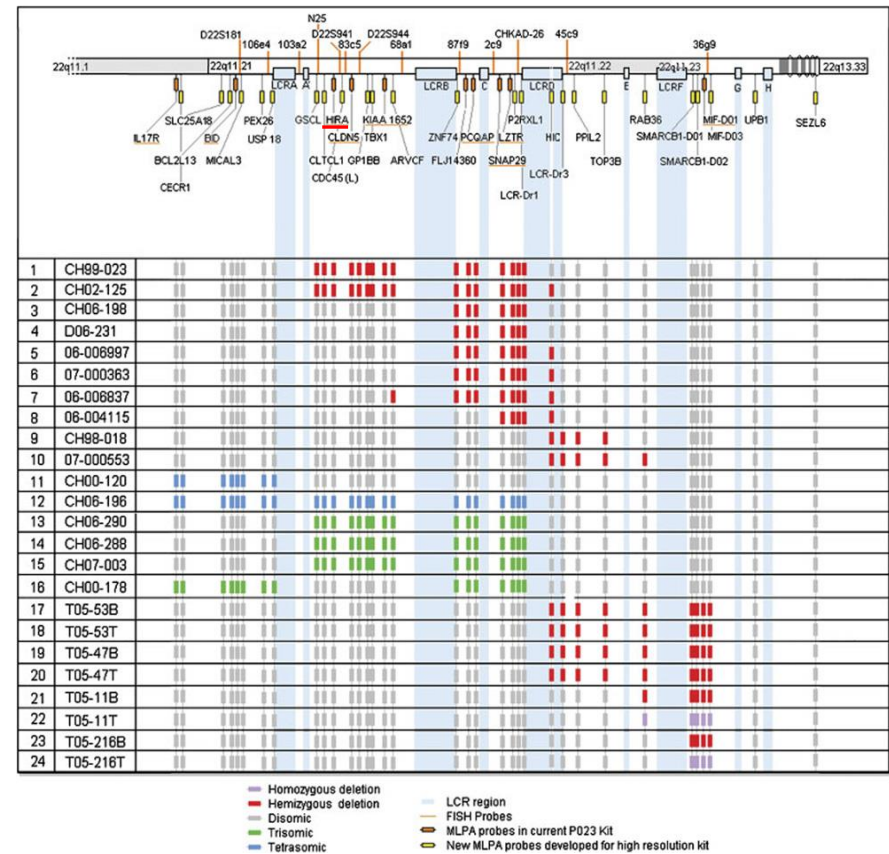 N25
D22S181 D22S941 D22S944 CHKAD-26
106e4 103a2 83c5 68a1 87f9 2c9 45c9 36g9
22q11.1 22q11.21 22q11.22 22q11.23 22q13.33
LCRA A' LCRB C LCRD E LCRF G H
SLC25A18 PEX26 GSCL HIRA KIAA 1652 ZNF74 PCQAP LZTR P2RXL1 HIC PPIL2 RAB36 MIF-D01 UPB1 SEZL6
IL17R BID USP 18 CLDN5 TBX1 SMARCB1-D01 MIF-D03
BCL2L13 MICAL3 CLTCL1 GP1BB ARVCF FLJ14360 SNAP29 LCR-Dr3 TOP3B SMARCB1-D02
CECR1 CDC45 (L) LCR-Dr1
1 CH99-023
2 CH02-125
3 CH06-198
4 D06-231
5 06-006997
6 07-000363
7 06-006837
8 06-004115
9 CH98-018
10 07-000553
11 CH00-120
12 CH06-196
13 CH06-290
14 CH06-288
15 CH07-003
16 CH00-178
17 T05-53B
18 T05-53T
19 T05-47B
20 T05-47T
21 T05-11B
22 T05-11T
23 T05-216B
24 T05-216T
Homozygous deletion
Hemizygous deletion
Disomic
Trisomic
Tetrasomic
LCR region
FISH Probes
MLPA probes in current P023 Kit
New MLPA probes developed for high resolution kit